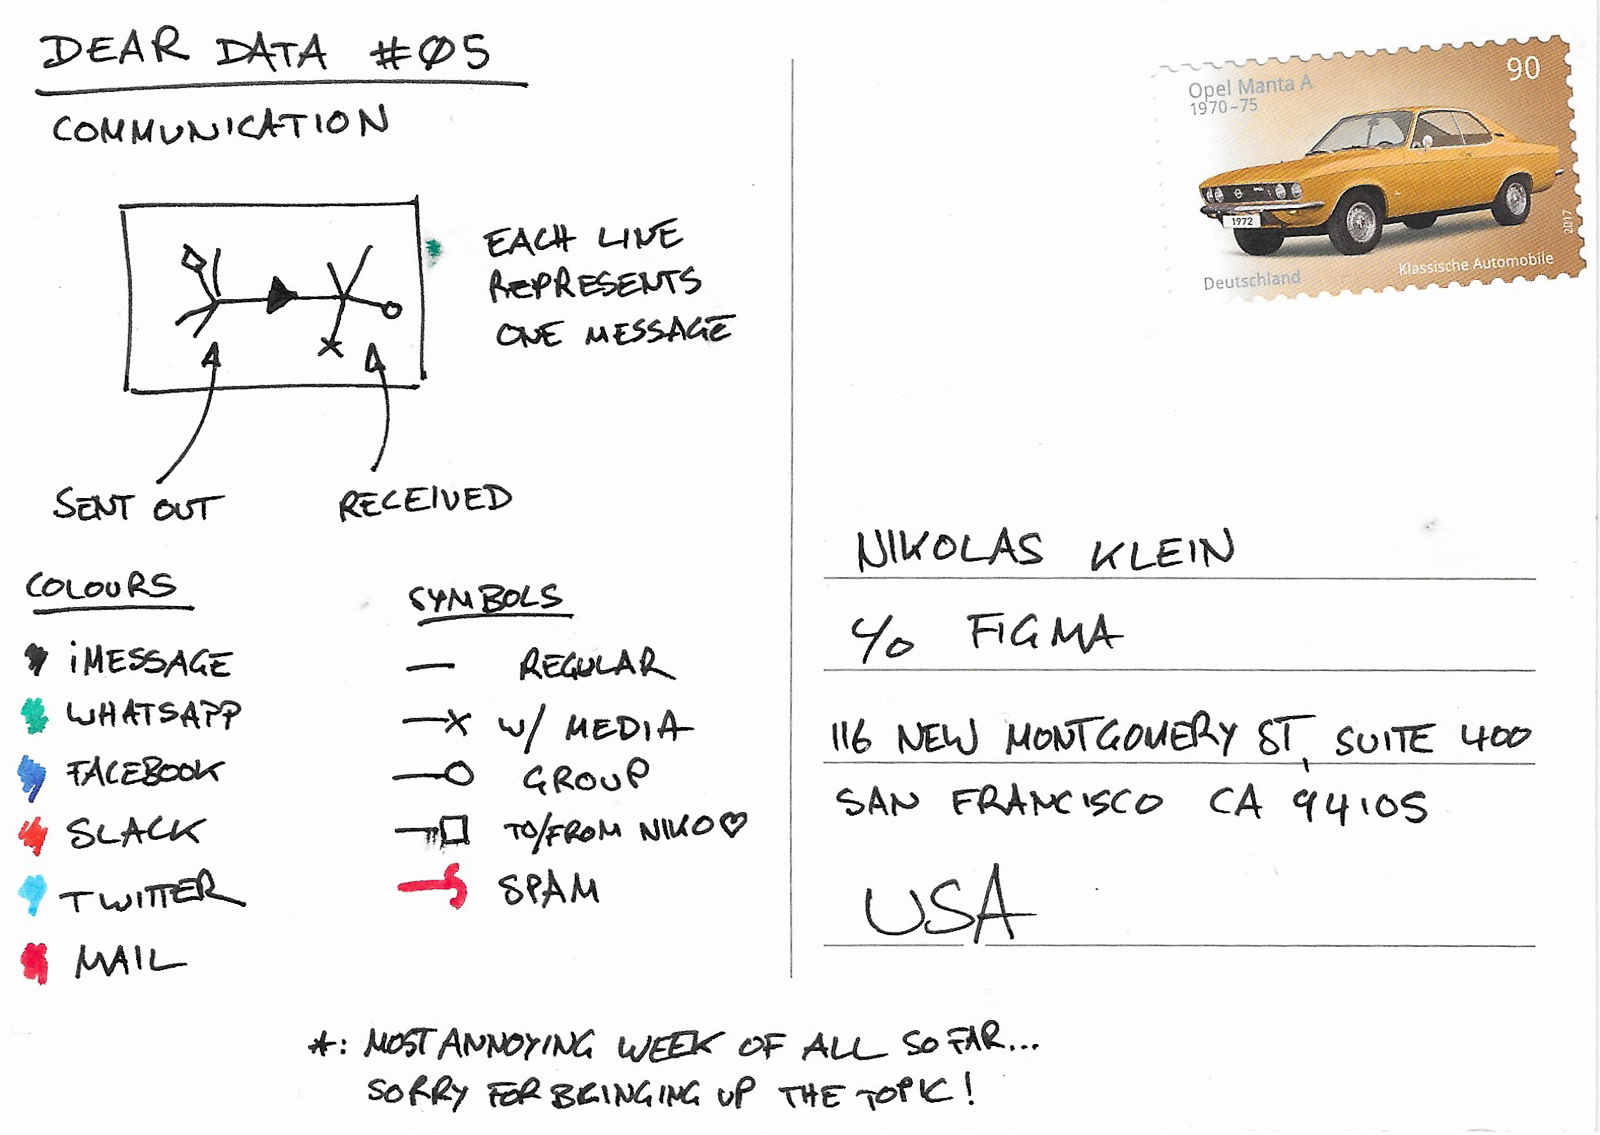 DEAR DATA #05
COMMUNICATION
EACH LINE
REPRESENTS
ONE MESSAGE
SENT OUT
RECEIVED
COLOURS
iMESSAGE
WHATSAPP
FACEBOOK
SLACK
TWITTER
MAIL
SYMBOLS
REGULAR
W/ MEDIA
GROUP
TO/FROM NIKO♡
SPAM
*: MOST ANNOYING WEEK OF ALL SO FAR...
SORRY FOR BRINGING UP THE TOPIC!
Opel Manta A
1970-75
90
1972
2017
Deutschland
Klassische Automobile
NIKOLAS KLEIN
c/o FIGMA
116 NEW MONTGOMERY ST, SUITE 400
SAN FRANCISCO CA 94105
USA